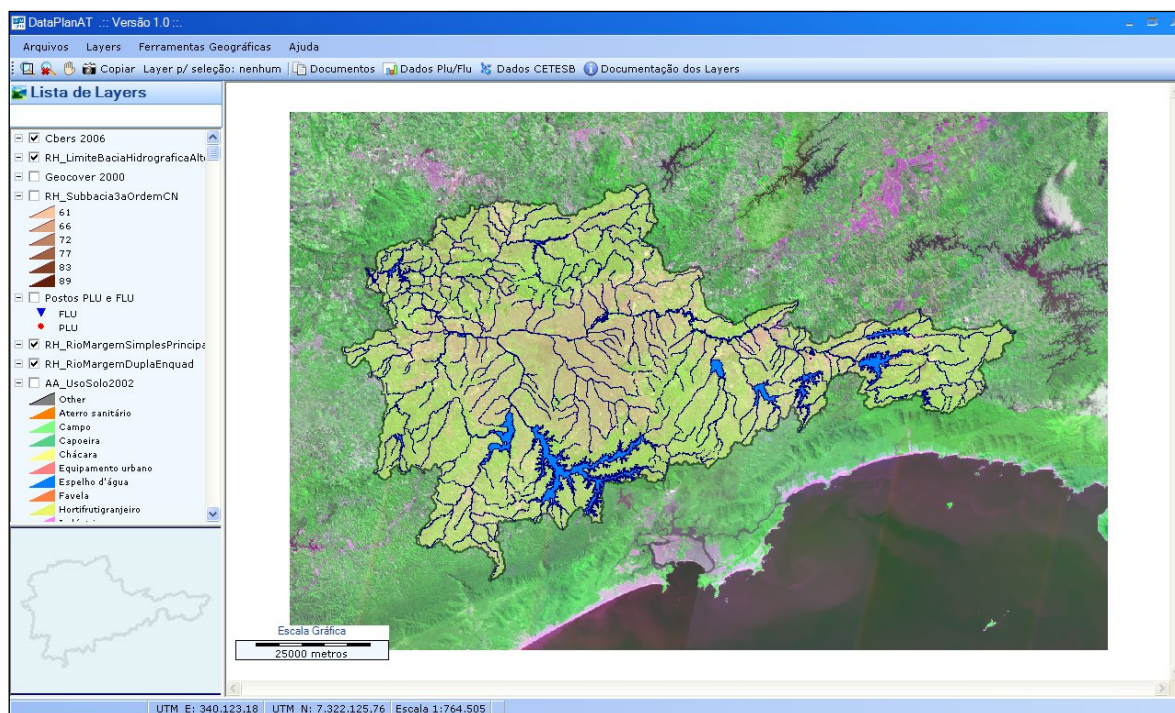 DataPlanAT .:: Versão 1.0 ::.
Arquivos Layers Ferramentas Geográficas Ajuda
Copiar Layer p/ seleção: nenhum Documentos Dados Plu/Flu Dados CETESB Documentação dos Layers
Lista de Layers
Cbers 2006
RH_LimiteBaciaHidrograficaAlto
Geocover 2000
RH_Subbacia3aOrdemCN
61
66
72
77
83
89
Postos PLU e FLU
FLU
PLU
RH_RioMargemSimplesPrincipa
RH_RioMargemDuplaEnquad
AA_UsoSolo2002
Other
Aterro sanitário
Campo
Capoeira
Chácara
Equipamento urbano
Espelho d'água
Favela
Hortifrutigranjeiro
Escala Gráfica
25000 metros
UTM E: 340.123,18 UTM N: 7.322.125,76 Escala 1:764.505